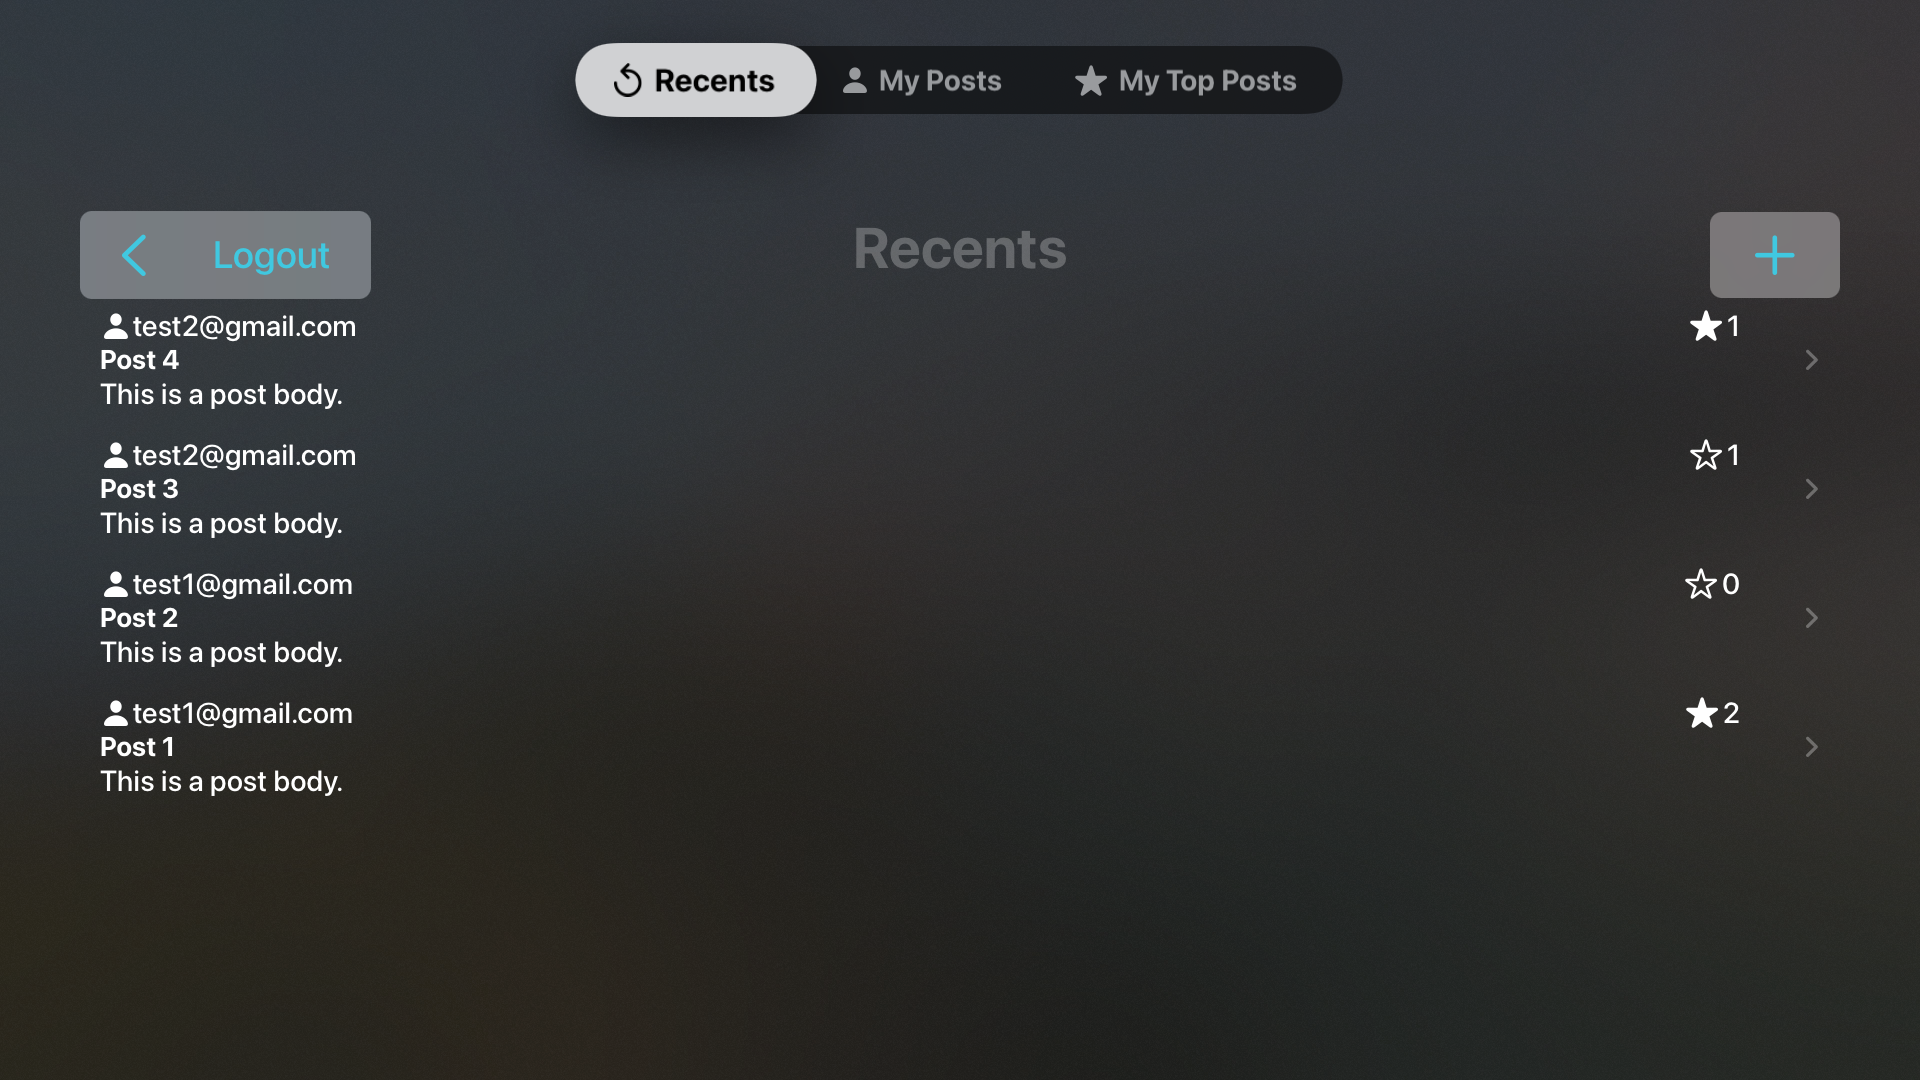 Recents
My Posts
My Top Posts
Logout
Recents
test2@gmail.com
1
Post 4
This is a post body.
test2@gmail.com
1
Post 3
This is a post body.
test1@gmail.com
0
Post 2
This is a post body.
test1@gmail.com
2
Post 1
This is a post body.